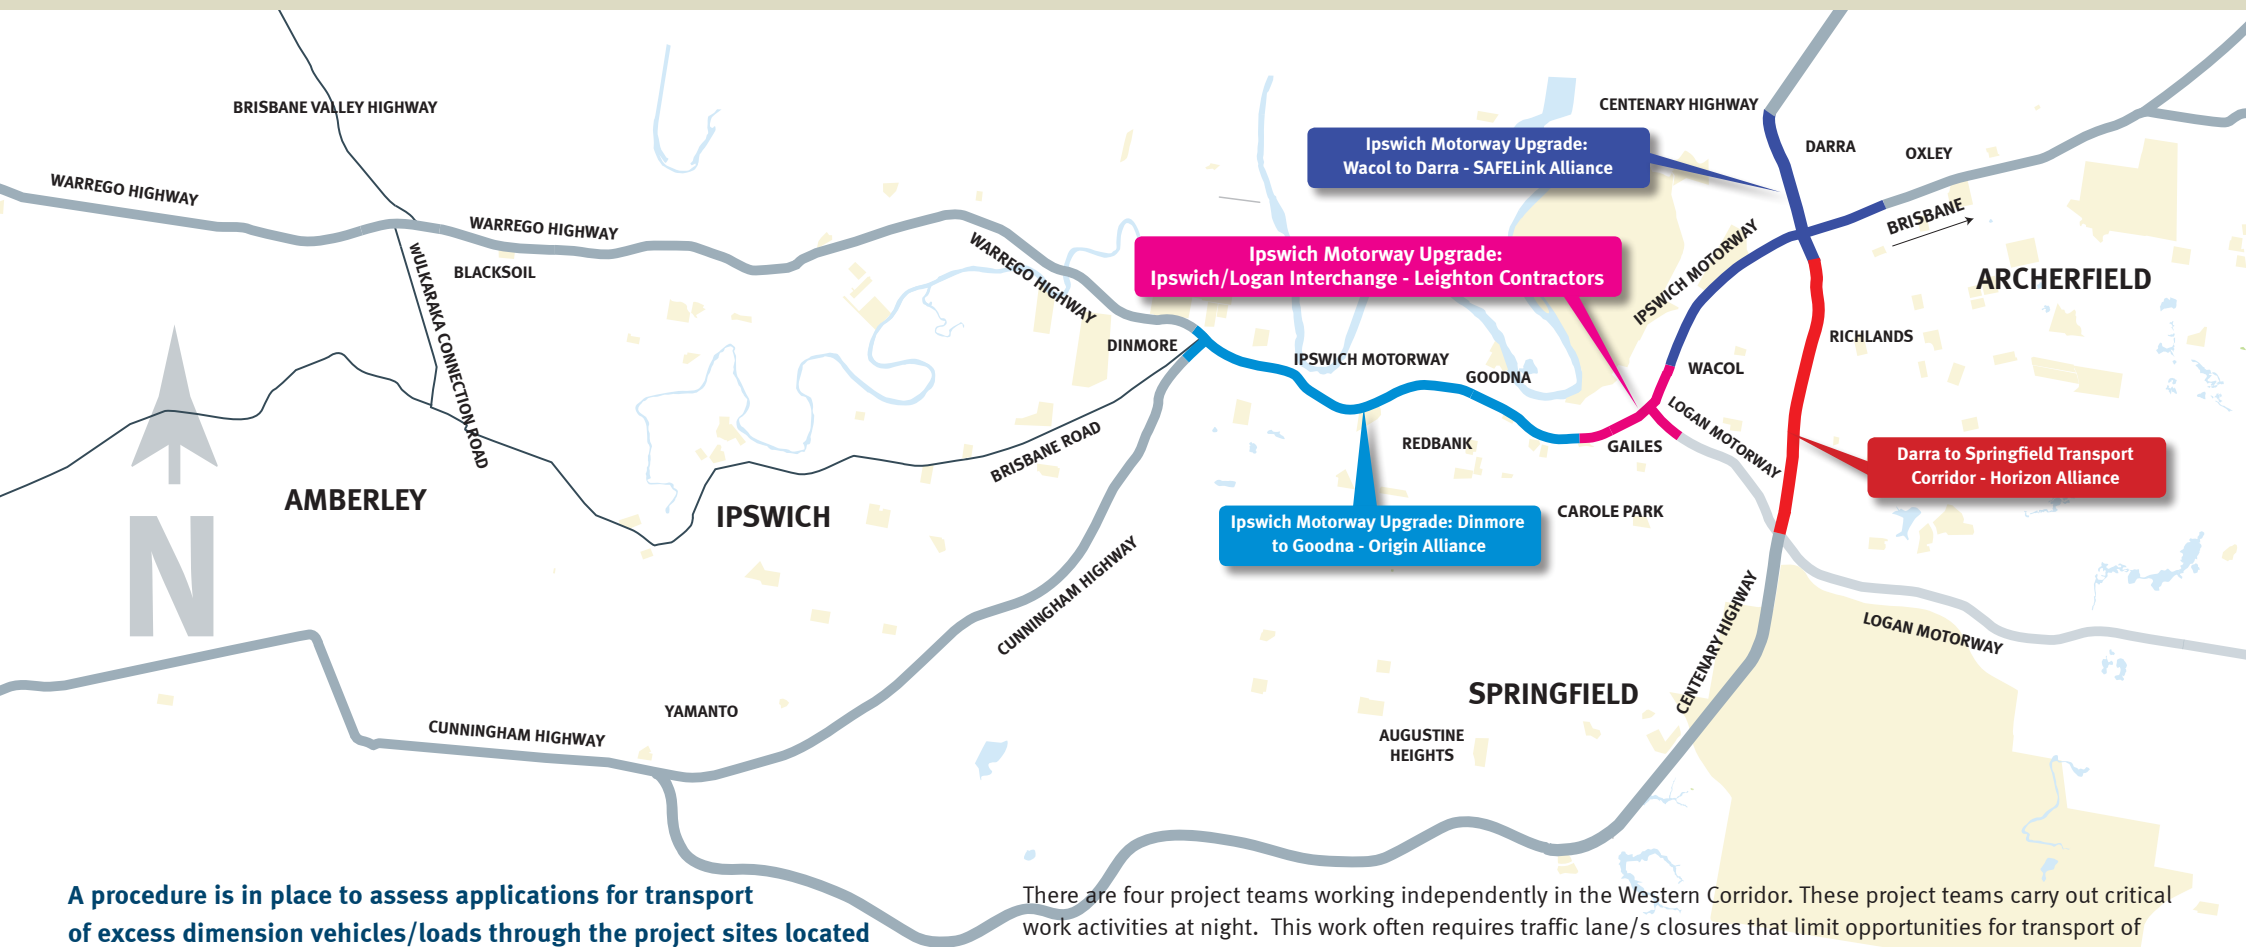 BRISBANE VALLEY HIGHWAY
CENTENARY HIGHWAY
Ipswich Motorway Upgrade:
Wacol to Darra - SAFELink Alliance
DARRA
OXLEY
WARREGO HIGHWAY
WARREGO HIGHWAY
BRISBANE
WARREGO HIGHWAY
Ipswich Motorway Upgrade:
Ipswich/Logan Interchange - Leighton Contractors
IPSWICH MOTORWAY
BLACKSOIL
WULKARAKA CONNECTION ROAD
ARCHERFIELD
DINMORE
IPSWICH MOTORWAY
RICHLANDS
GOODNA
WACOL
LOGAN MOTORWAY
BRISBANE ROAD
REDBANK
GAILES
Darra to Springfield Transport
Corridor - Horizon Alliance
AMBERLEY
IPSWICH
CAROLE PARK
Ipswich Motorway Upgrade: Dinmore
to Goodna - Origin Alliance
N
CUNNINGHAM HIGHWAY
CENTENARY HIGHWAY
LOGAN MOTORWAY
SPRINGFIELD
YAMANTO
CUNNINGHAM HIGHWAY
AUGUSTINE
HEIGHTS
A procedure is in place to assess applications for transport
of excess dimension vehicles/loads through the project sites located
There are four project teams working independently in the Western Corridor. These project teams carry out critical
work activities at night.  This work often requires traffic lane/s closures that limit opportunities for transport of